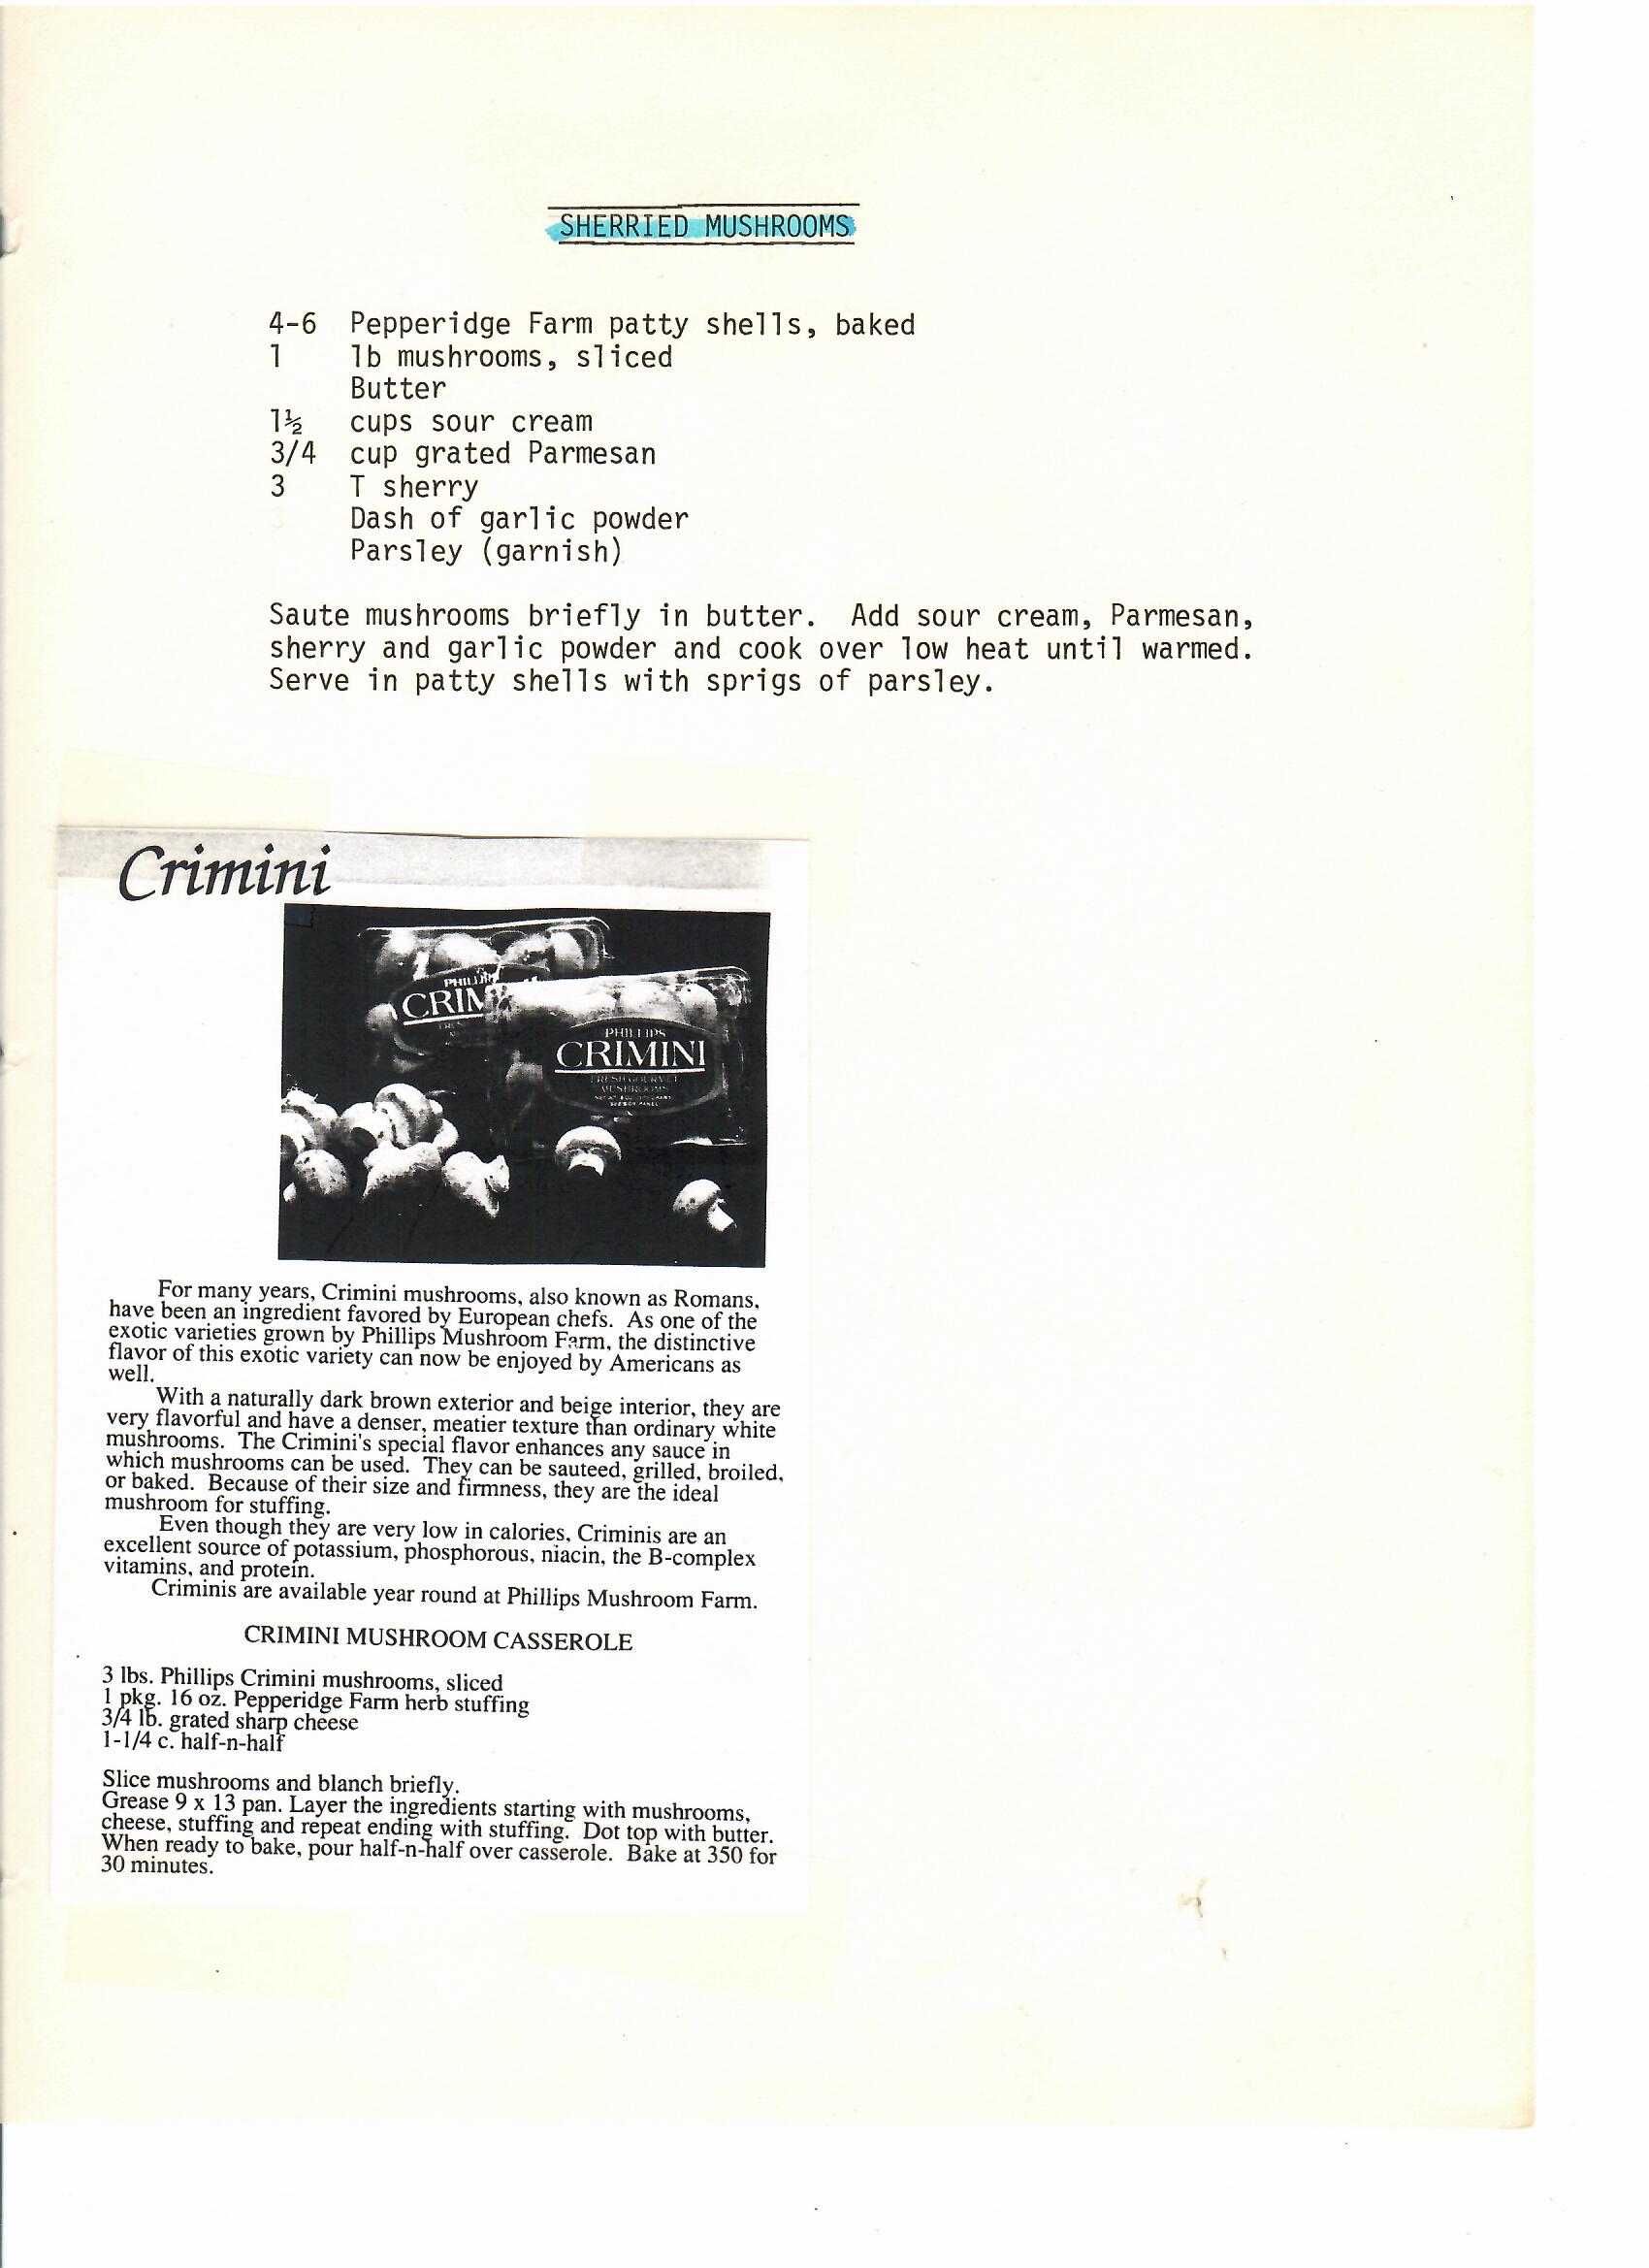 SHERRIED MUSHROOMS
4-6 Pepperidge Farm patty shells, baked
1 lb mushrooms, sliced
Butter
1½ cups sour cream
3/4 cup grated Parmesan
3 T sherry
Dash of garlic powder
Parsley (garnish)
Saute mushrooms briefly in butter. Add sour cream, Parmesan,
sherry and garlic powder and cook over low heat until warmed.
Serve in patty shells with sprigs of parsley.
Crimini
PHILLIPS
CRIMINI
FRESH GOURMET
MUSHROOMS
For many years, Crimini mushrooms, also known as Romans,
have been an ingredient favored by European chefs. As one of the
exotic varieties grown by Phillips Mushroom Farm, the distinctive
flavor of this exotic variety can now be enjoyed by Americans as
well.
With a naturally dark brown exterior and beige interior, they are
very flavorful and have a denser, meatier texture than ordinary white
mushrooms. The Crimini's special flavor enhances any sauce in
which mushrooms can be used. They can be sauteed, grilled, broiled,
or baked. Because of their size and firmness, they are the ideal
mushroom for stuffing.
Even though they are very low in calories, Criminis are an
excellent source of potassium, phosphorous, niacin, the B-complex
vitamins, and protein.
Criminis are available year round at Phillips Mushroom Farm.
CRIMINI MUSHROOM CASSEROLE
3 lbs. Phillips Crimini mushrooms, sliced
1 pkg. 16 oz. Pepperidge Farm herb stuffing
3/4 lb. grated sharp cheese
1-1/4 c. half-n-half
Slice mushrooms and blanch briefly.
Grease 9 x 13 pan. Layer the ingredients starting with mushrooms,
cheese, stuffing and repeat ending with stuffing. Dot top with butter.
When ready to bake, pour half-n-half over casserole. Bake at 350 for
30 minutes.